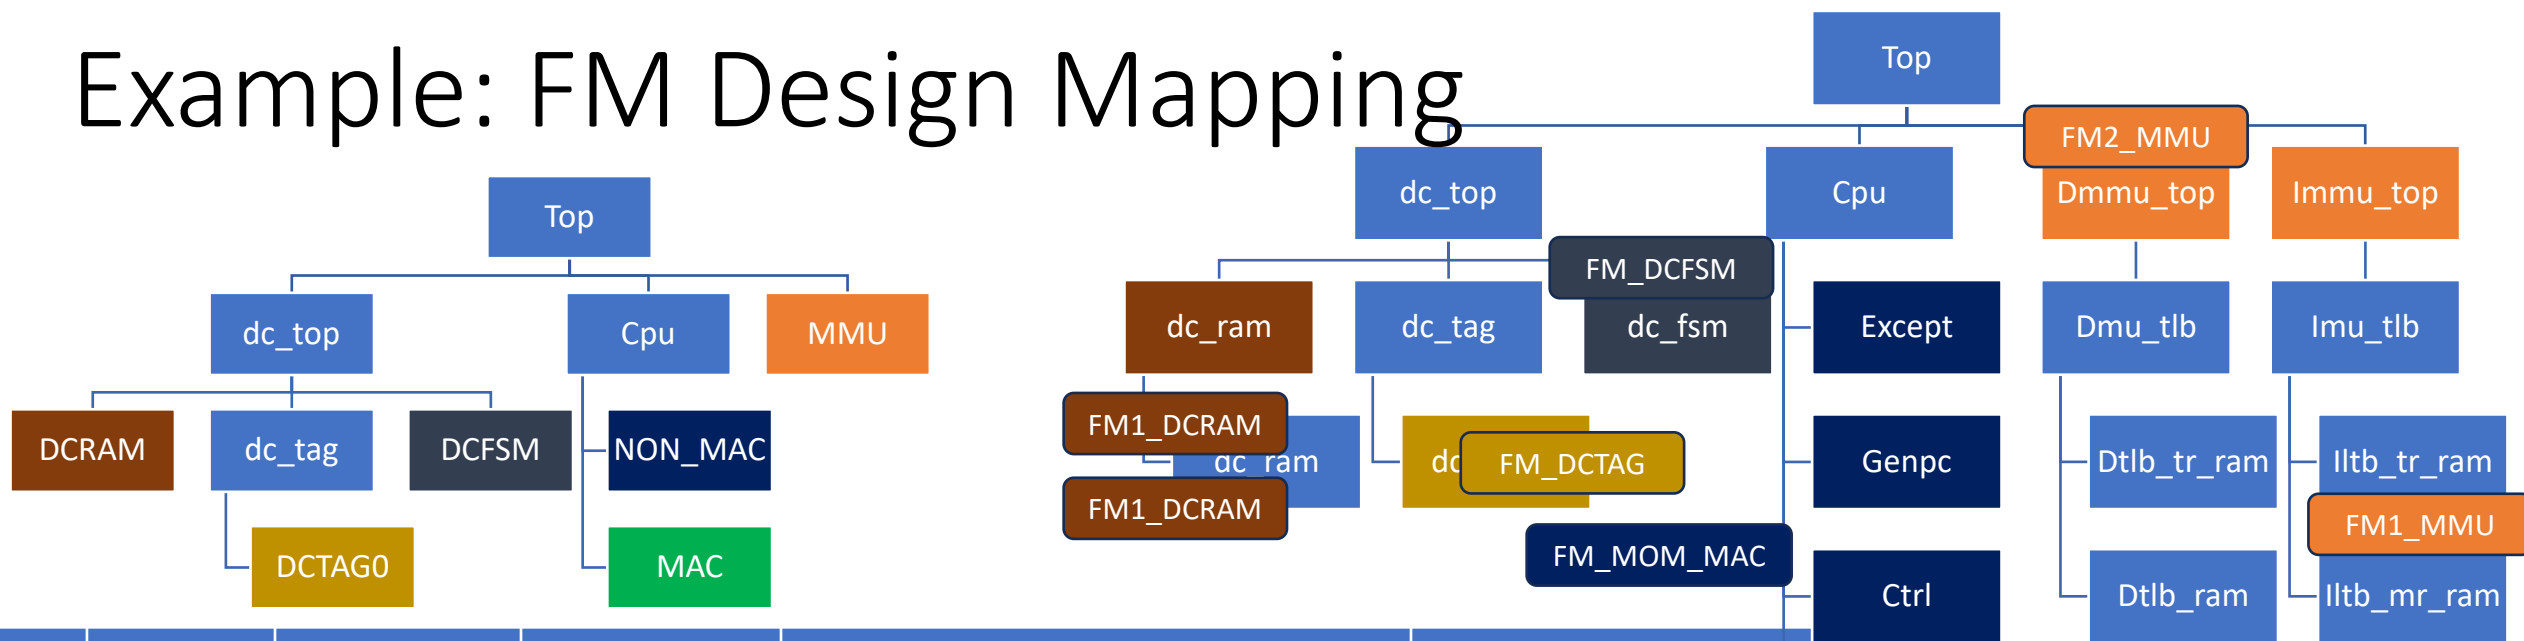 Example: FM Design Mapping
Top
dc_top
Cpu
MMU
DCRAM
dc_tag
DCFSM
NON_MAC
DCTAG0
MAC
Top
FM2_MMU
dc_top
Cpu
Dmmu_top
Immu_top
FM_DCFSM
dc_ram
dc_tag
dc_fsm
Except
Dmu_tlb
Imu_tlb
FM1_DCRAM
dc_ram
FM1_DCRAM
FM_DCTAG
Genpc
Dtlb_tr_ram
Iltb_tr_ram
FM1_MMU
FM_MOM_MAC
Ctrl
Dtlb_ram
Iltb_mr_ram